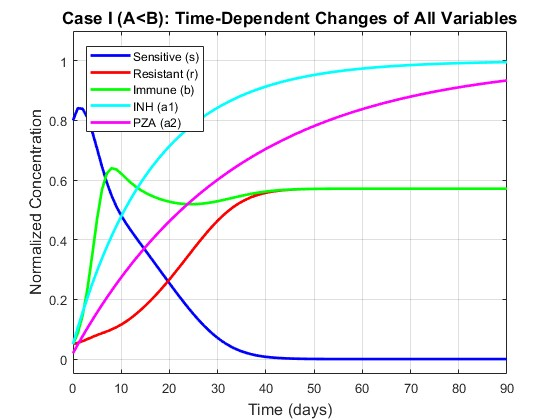 Case I (A<B): Time-Dependent Changes of All Variables
Sensitive (s)
Resistant (r)
Immune (b)
INH (a1)
PZA (a2)
Normalized Concentration
1
0.8
0.6
0.4
0.2
0
0 10 20 30 40 50 60 70 80 90
Time (days)